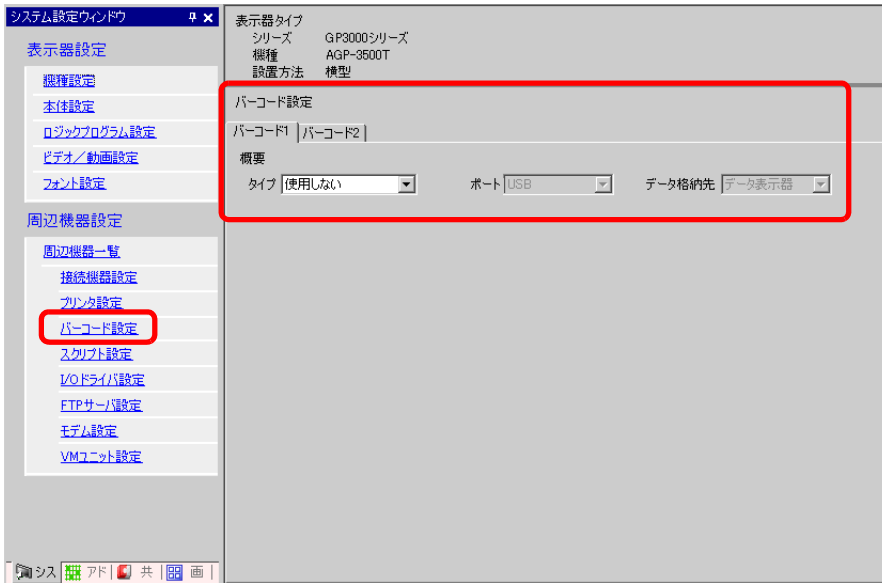 システム設定ウィンドウ
表示器設定
機種設定
本体設定
ロジックプログラム設定
ビデオ／動画設定
フォント設定
周辺機器設定
周辺機器一覧
接続機器設定
プリンタ設定
バーコード設定
スクリプト設定
I/Oドライバ設定
FTPサーバ設定
モデム設定
VMユニット設定
シス アド 共 画
表示器タイプ
シリーズ GP3000シリーズ
機種 AGP-3500T
設置方法 横型
バーコード設定
バーコード1 バーコード2
概要
タイプ 使用しない ポート USB データ格納先 データ表示器